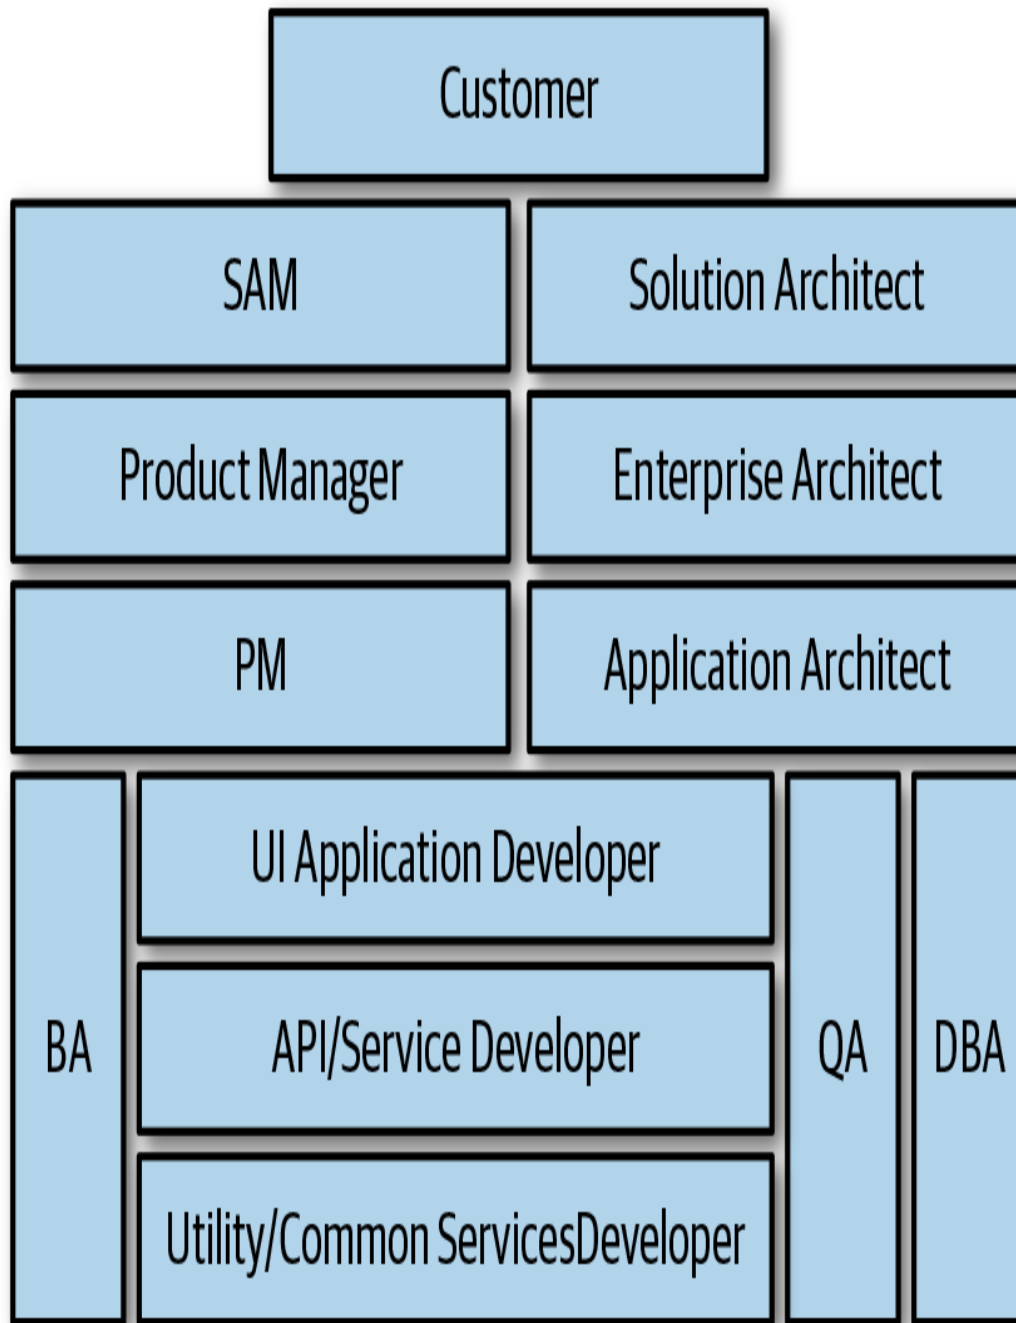 Customer
SAM
Solution Architect
Product Manager
Enterprise Architect
PM
Application Architect
UI Application Developer
BA
API/Service Developer
QA
DBA
Utility/Common ServicesDeveloper